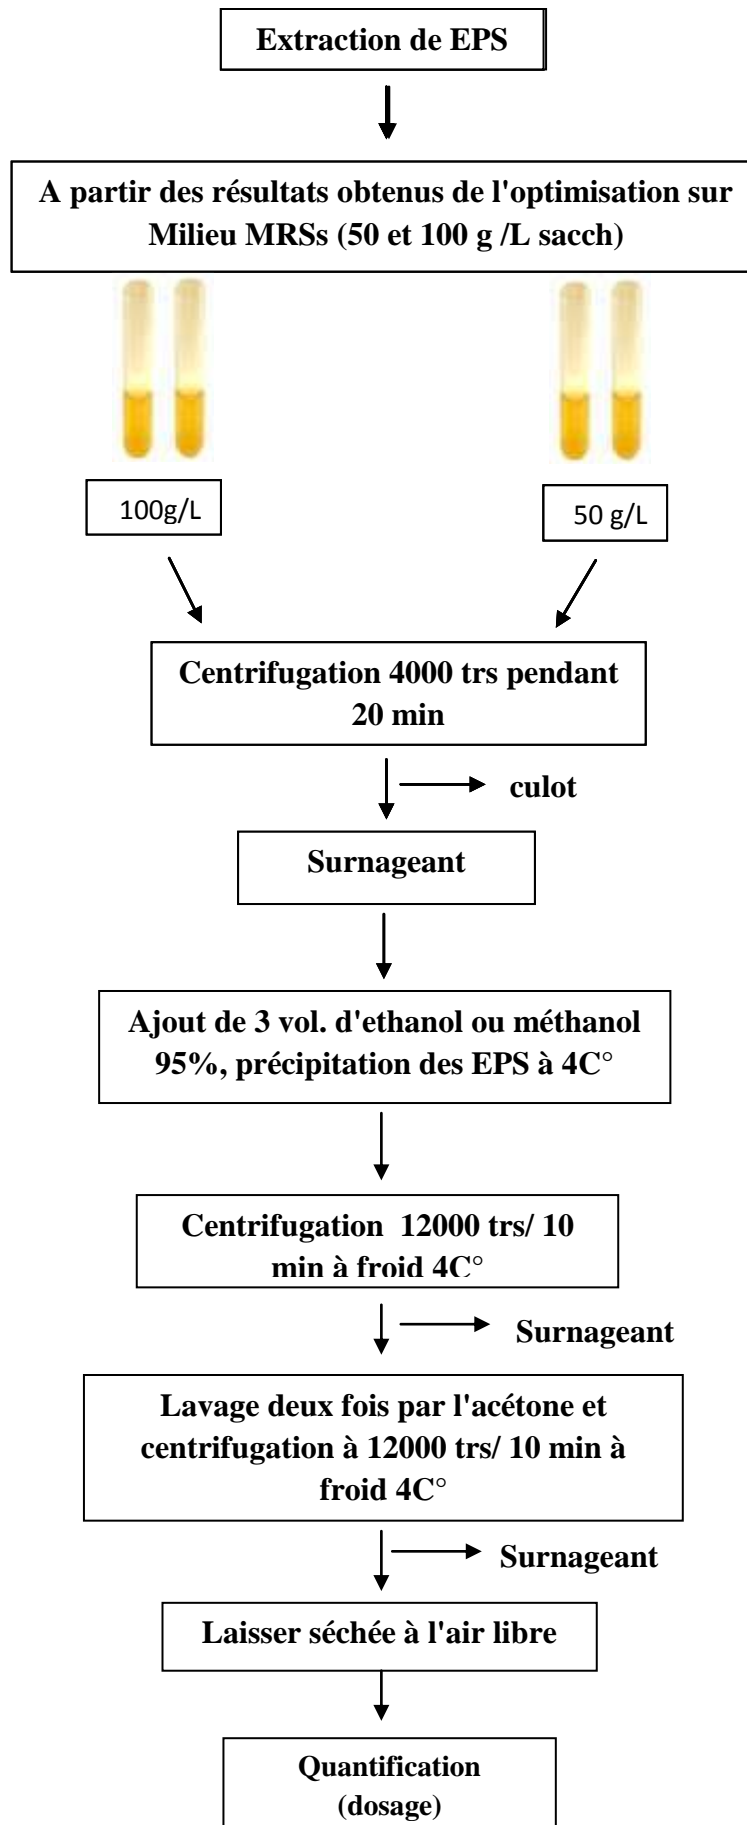 Extraction de EPS
A partir des résultats obtenus de l'optimisation sur
Milieu MRSs (50 et 100 g /L sacch)
100g/L
50 g/L
Centrifugation 4000 trs pendant
20 min
culot
Surnageant
Ajout de 3 vol. d'ethanol ou méthanol
95%, précipitation des EPS à 4C°
Centrifugation 12000 trs/ 10
min à froid 4C°
Surnageant
Lavage deux fois par l'acétone et
centrifugation à 12000 trs/ 10 min à
froid 4C°
Surnageant
Laisser séchée à l'air libre
Quantification
(dosage)